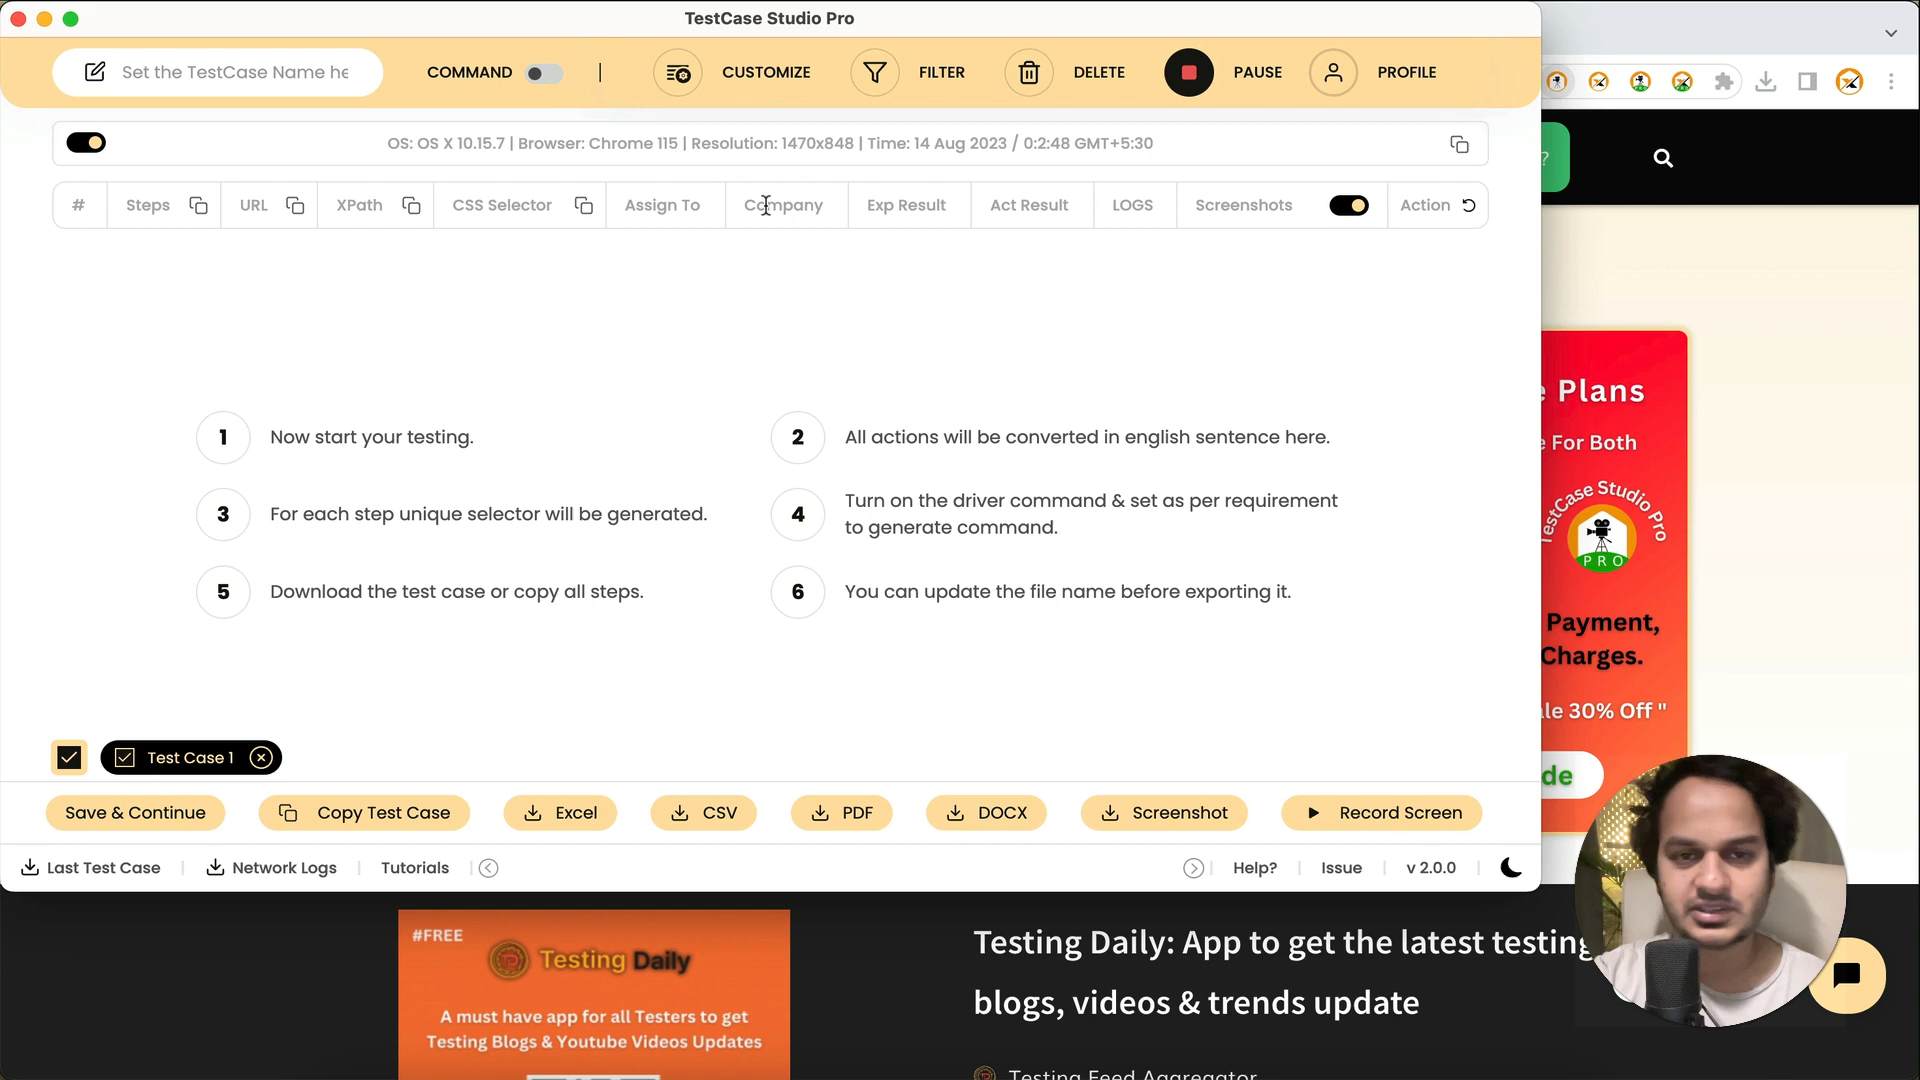 TestCase Studio Pro
Set the TestCase Name he
COMMAND
CUSTOMIZE
FILTER
DELETE
PAUSE
PROFILE
OS: OS X 10.15.7 | Browser: Chrome 115 | Resolution: 1470x848 | Time: 14 Aug 2023 / 0:2:48 GMT+5:30
# Steps URL XPath CSS Selector Assign To Company Exp Result Act Result LOGS Screenshots Action
1 Now start your testing.
2 All actions will be converted in english sentence here.
3 For each step unique selector will be generated.
4 Turn on the driver command & set as per requirement
to generate command.
5 Download the test case or copy all steps.
6 You can update the file name before exporting it.
Test Case 1
Save & Continue
Copy Test Case
Excel
CSV
PDF
DOCX
Screenshot
Record Screen
Last Test Case
Network Logs
Tutorials
Help?
Issue
v 2.0.0
?
e Plans
e For Both
TestCase Studio Pro
PRO
Payment,
Charges.
le 30% Off "
de
#FREE
Testing Daily
A must have app for all Testers to get
Testing Blogs & Youtube Videos Updates
Testing Daily: App to get the latest testing
blogs, videos & trends update
Testing Feed Aggregator